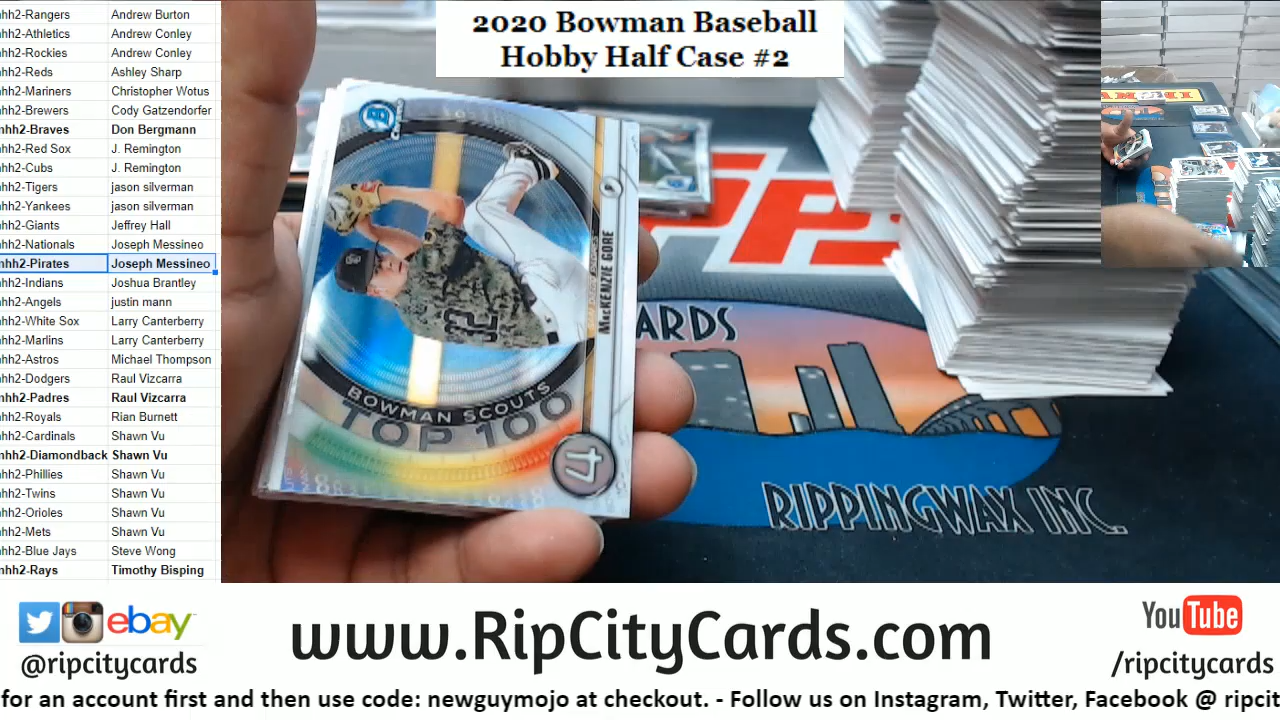 2020 Bowman Baseball
Hobby Half Case #2
hh2-Rangers Andrew Burton
hh2-Athletics Andrew Conley
hh2-Rockies Andrew Conley
hh2-Reds Ashley Sharp
hh2-Mariners Christopher Wotus
hh2-Brewers Cody Gatzendorfer
hh2-Braves Don Bergmann
hh2-Red Sox J. Remington
hh2-Cubs J. Remington
hh2-Tigers jason silverman
hh2-Yankees jason silverman
hh2-Giants Jeffrey Hall
hh2-Nationals Joseph Messineo
hh2-Pirates Joseph Messineo
hh2-Indians Joshua Brantley
hh2-Angels justin mann
hh2-White Sox Larry Canterberry
hh2-Marlins Larry Canterberry
hh2-Astros Michael Thompson
hh2-Dodgers Raul Vizcarra
hh2-Padres Raul Vizcarra
hh2-Royals Rian Burnett
hh2-Cardinals Shawn Vu
hh2-Diamondback Shawn Vu
hh2-Phillies Shawn Vu
hh2-Twins Shawn Vu
hh2-Orioles Shawn Vu
hh2-Mets Shawn Vu
hh2-Blue Jays Steve Wong
hh2-Rays Timothy Bisping
MACKENZIE GORE
BOWMAN SCOUTS
TOP 100
ARDS
RIPPINGWAX INC.
ebay
@ripcitycards
www.RipCityCards.com
YouTube
/ripcitycards
for an account first and then use code: newguymojo at checkout. - Follow us on Instagram, Twitter, Facebook @ ripcit